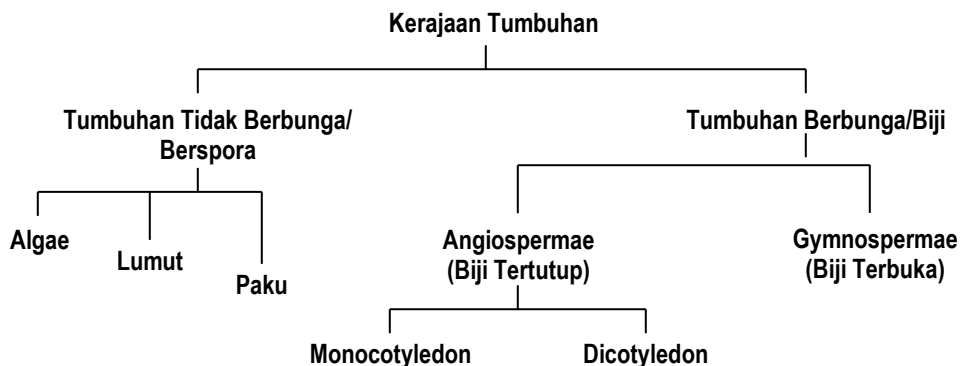 Kerajaan Tumbuhan
Tumbuhan Tidak Berbunga/
Berspora
Tumbuhan Berbunga/Biji
Algae
Lumut
Paku
Angiospermae
(Biji Tertutup)
Gymnospermae
(Biji Terbuka)
Monocotyledon
Dicotyledon